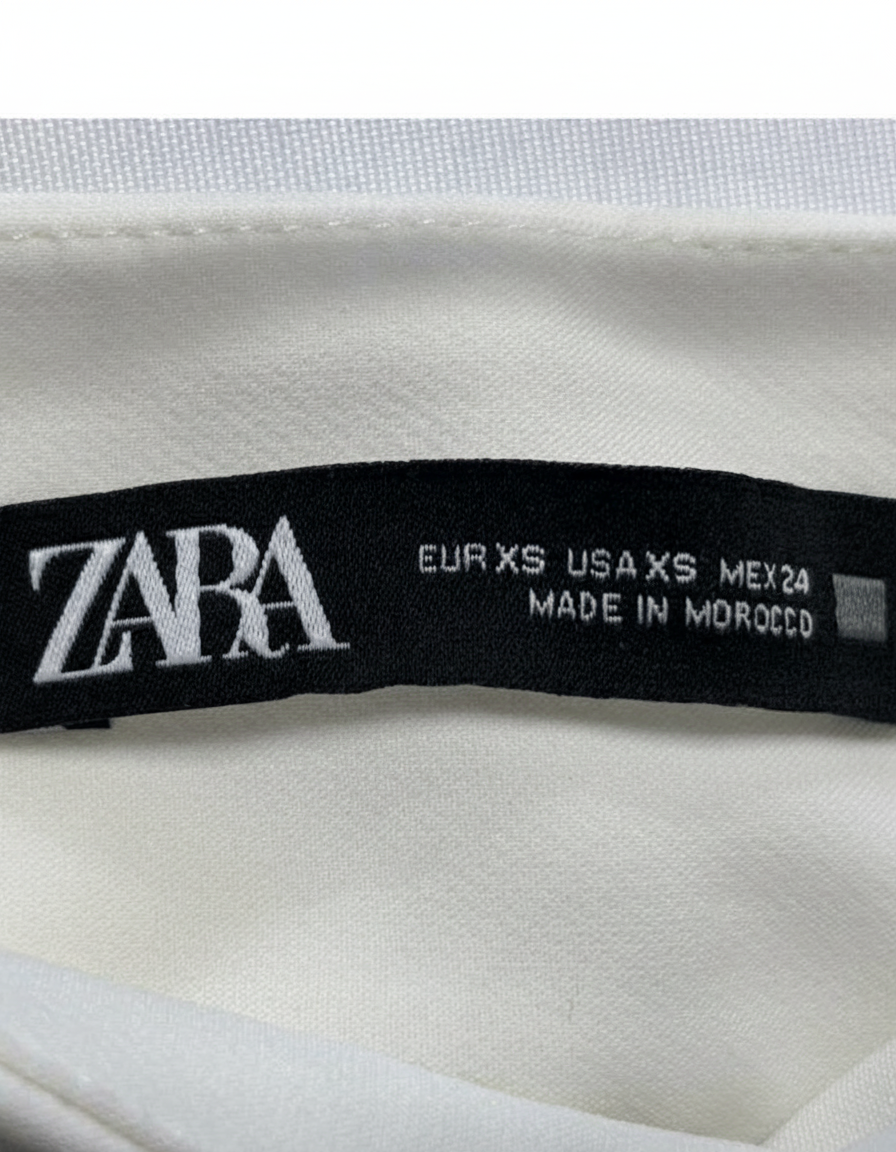 ZARA
EUR XS USA XS MEX 24
MADE IN MOROCCO